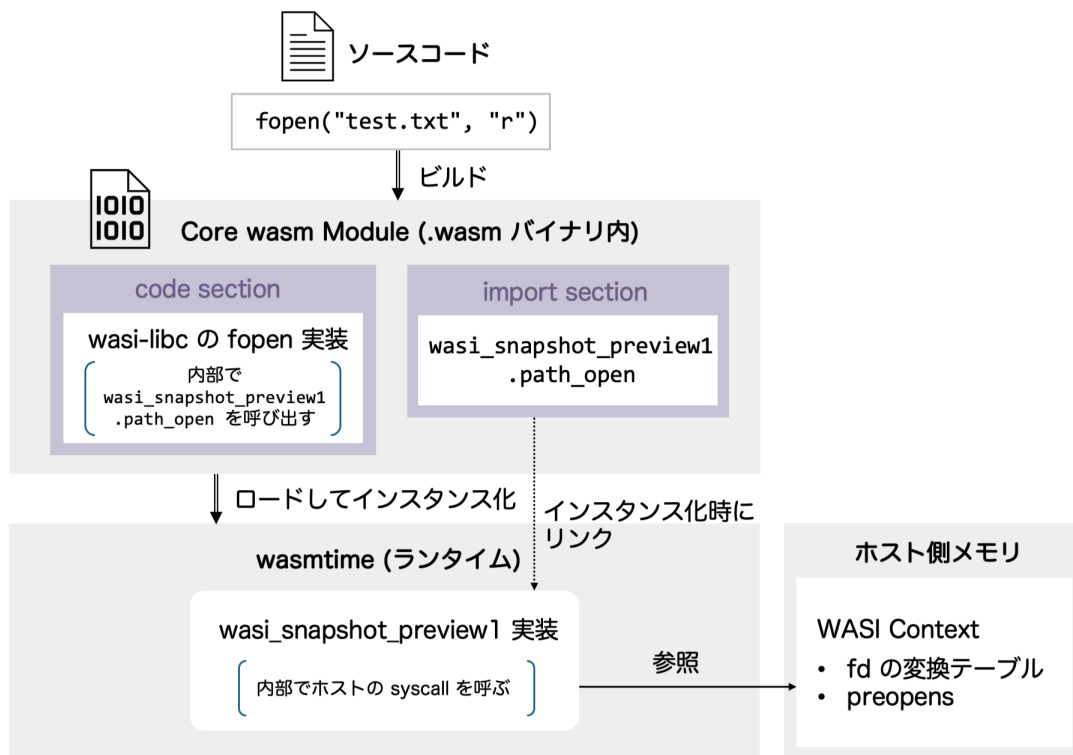 ソースコード
fopen("test.txt", "r")
ビルド
IOIO
IOIO
Core wasm Module (.wasm バイナリ内)
code section
wasi-libc の fopen 実装
内部で
wasi_snapshot_preview1
.path_open を呼び出す
import section
wasi_snapshot_preview1
.path_open
ロードしてインスタンス化
インスタンス化時に
リンク
wasmtime (ランタイム)
wasi_snapshot_preview1 実装
内部でホストの syscall を呼ぶ
参照
ホスト側メモリ
WASI Context
• fd の変換テーブル
• preopens